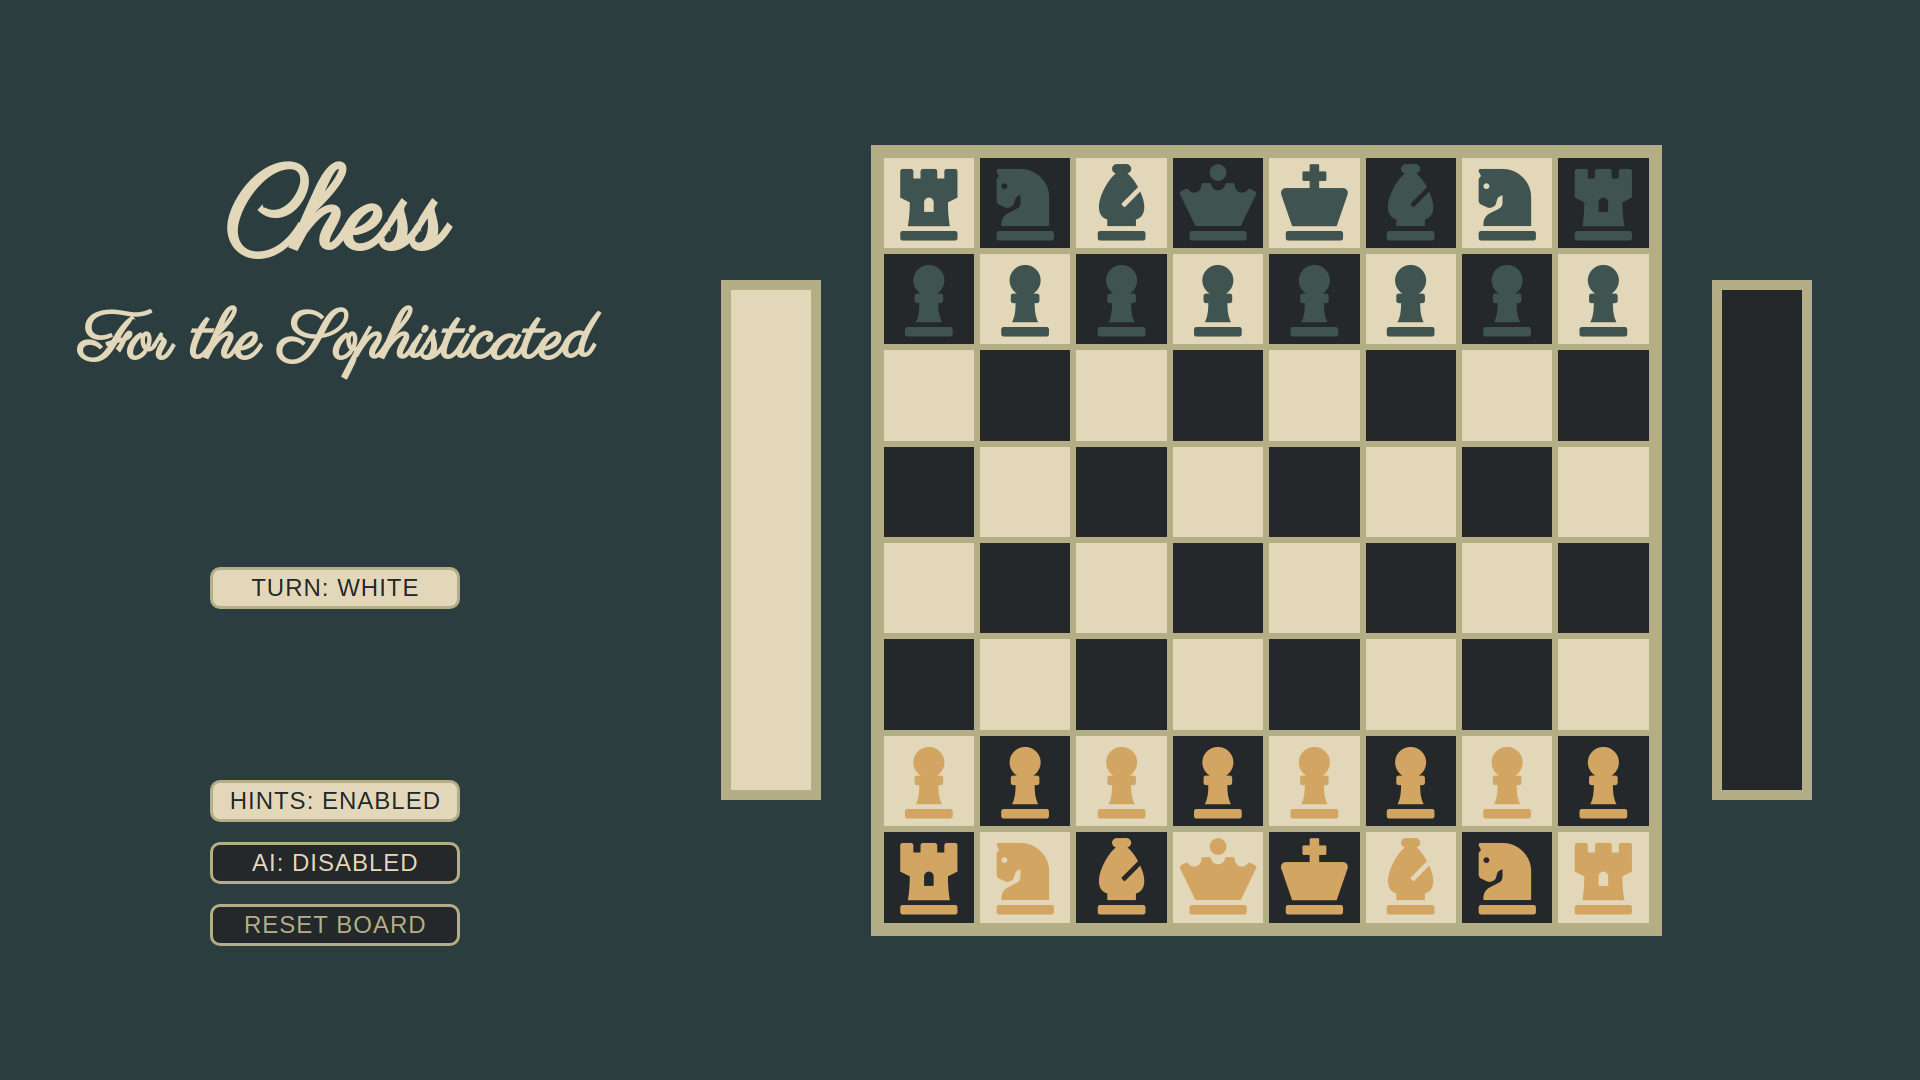 Chess
For the Sophisticated
TURN: WHITE
HINTS: ENABLED
AI: DISABLED
RESET BOARD